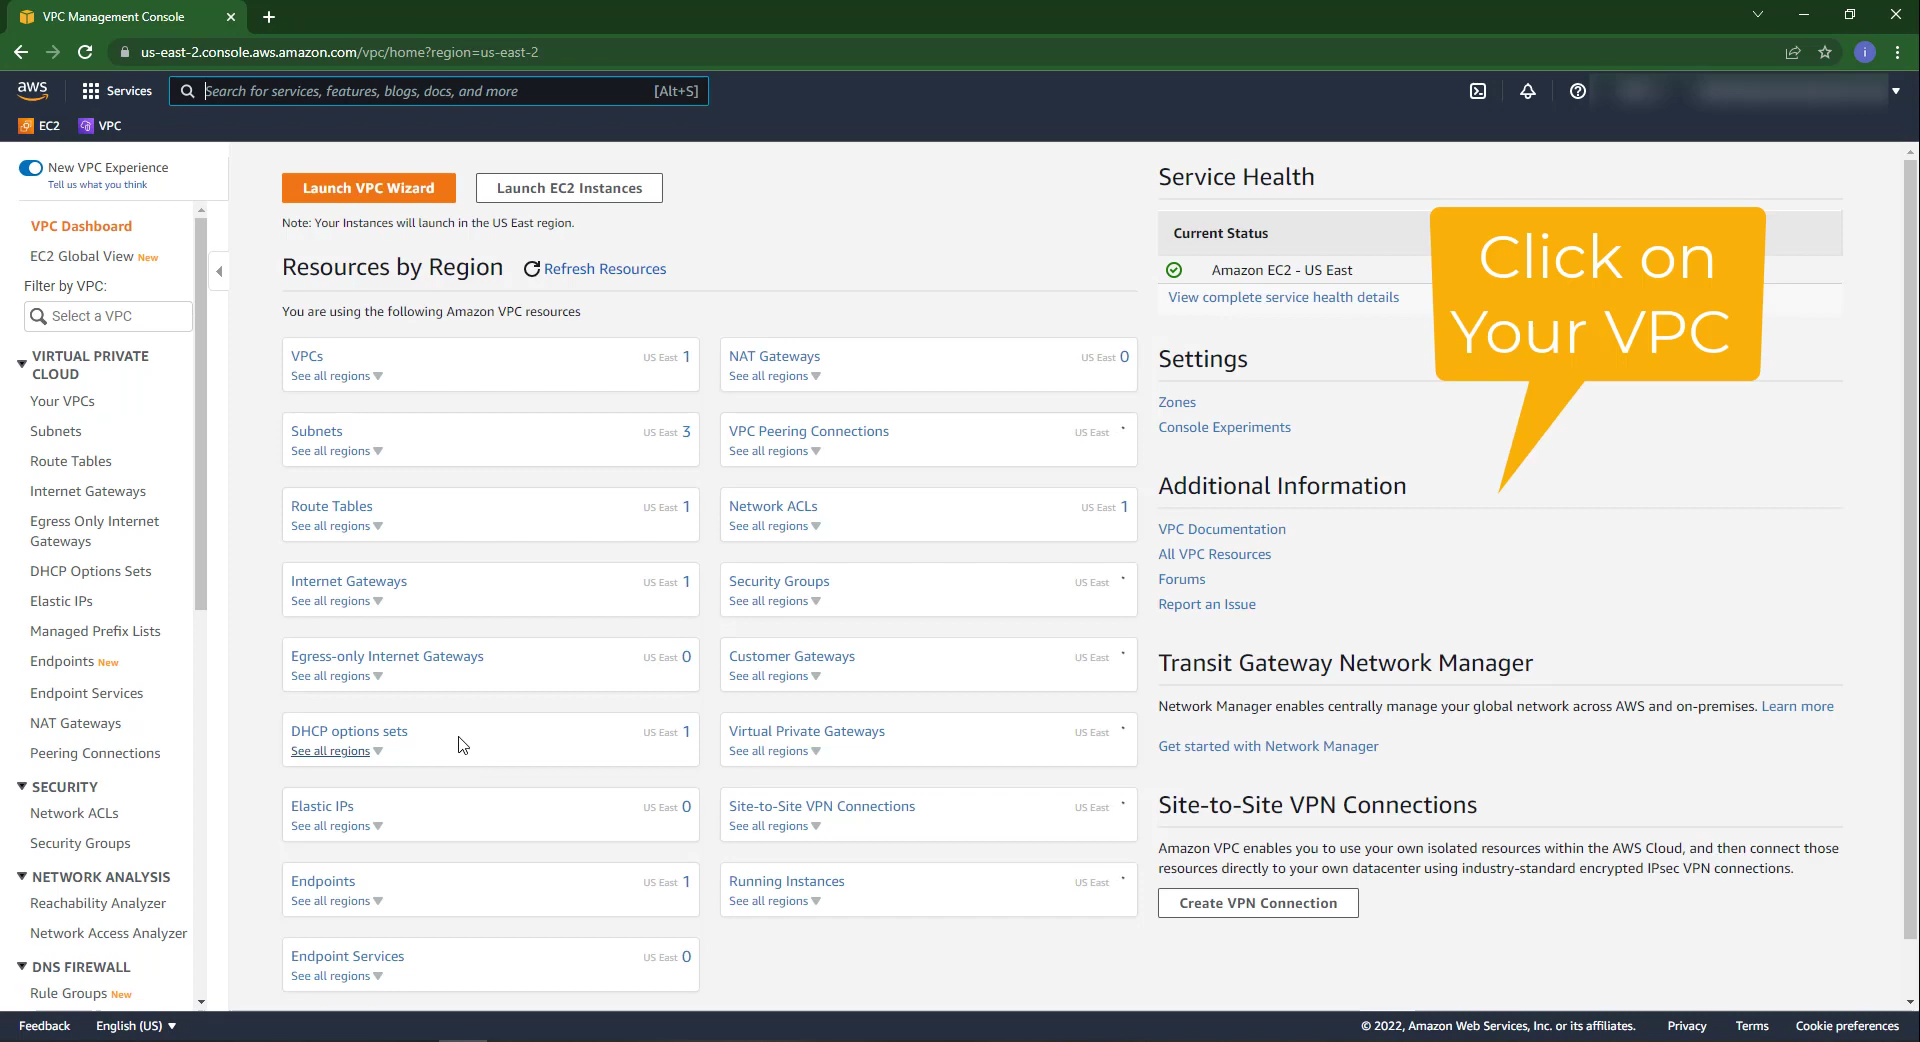 VPC Management Console
us-east-2.console.aws.amazon.com/vpc/home?region=us-east-2
i
aws
Services
Search for services, features, blogs, docs, and more
[Alt+S]
EC2
VPC
New VPC Experience
Tell us what you think
VPC Dashboard
EC2 Global View New
Filter by VPC:
Select a VPC
VIRTUAL PRIVATE
CLOUD
Your VPCs
Subnets
Route Tables
Internet Gateways
Egress Only Internet
Gateways
DHCP Options Sets
Elastic IPs
Managed Prefix Lists
Endpoints New
Endpoint Services
NAT Gateways
Peering Connections
SECURITY
Network ACLs
Security Groups
NETWORK ANALYSIS
Reachability Analyzer
Network Access Analyzer
DNS FIREWALL
Rule Groups New
Launch VPC Wizard
Launch EC2 Instances
Note: Your Instances will launch in the US East region.
Resources by Region
Refresh Resources
You are using the following Amazon VPC resources
VPCs US East 1
See all regions
NAT Gateways US East 0
See all regions
Subnets US East 3
See all regions
VPC Peering Connections US East
See all regions
Route Tables US East 1
See all regions
Network ACLs US East 1
See all regions
Internet Gateways US East 1
See all regions
Security Groups US East
See all regions
Egress-only Internet Gateways US East 0
See all regions
Customer Gateways US East
See all regions
DHCP options sets US East 1
See all regions
Virtual Private Gateways US East
See all regions
Elastic IPs US East 0
See all regions
Site-to-Site VPN Connections US East
See all regions
Endpoints US East 1
See all regions
Running Instances US East
See all regions
Endpoint Services US East 0
See all regions
Service Health
Current Status
Amazon EC2 - US East
View complete service health details
Click on
Your VPC
Settings
Zones
Console Experiments
Additional Information
VPC Documentation
All VPC Resources
Forums
Report an Issue
Transit Gateway Network Manager
Network Manager enables centrally manage your global network across AWS and on-premises. Learn more
Get started with Network Manager
Site-to-Site VPN Connections
Amazon VPC enables you to use your own isolated resources within the AWS Cloud, and then connect those
resources directly to your own datacenter using industry-standard encrypted IPsec VPN connections.
Create VPN Connection
Feedback
English (US)
© 2022, Amazon Web Services, Inc. or its affiliates.
Privacy
Terms
Cookie preferences